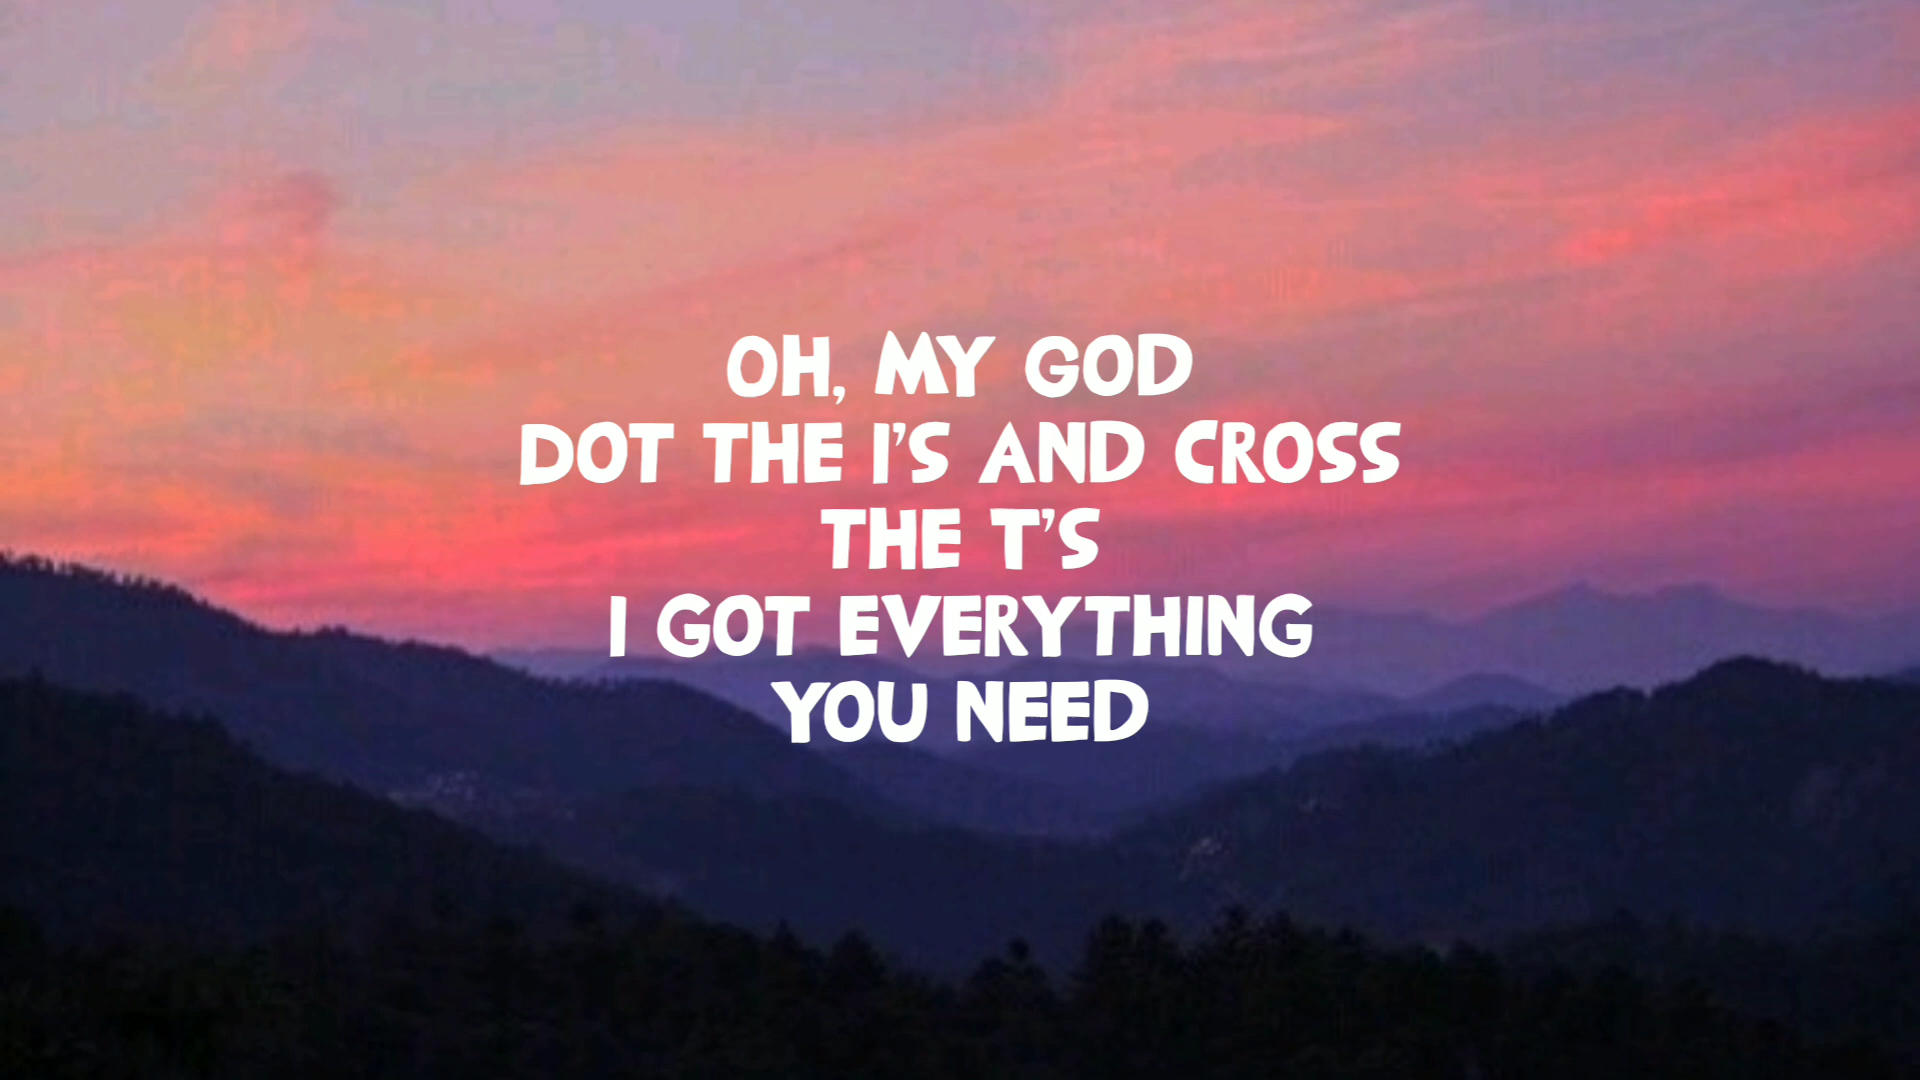 OH, MY GOD
DOT THE I'S AND CROSS
THE T'S
I GOT EVERYTHING
YOU NEED